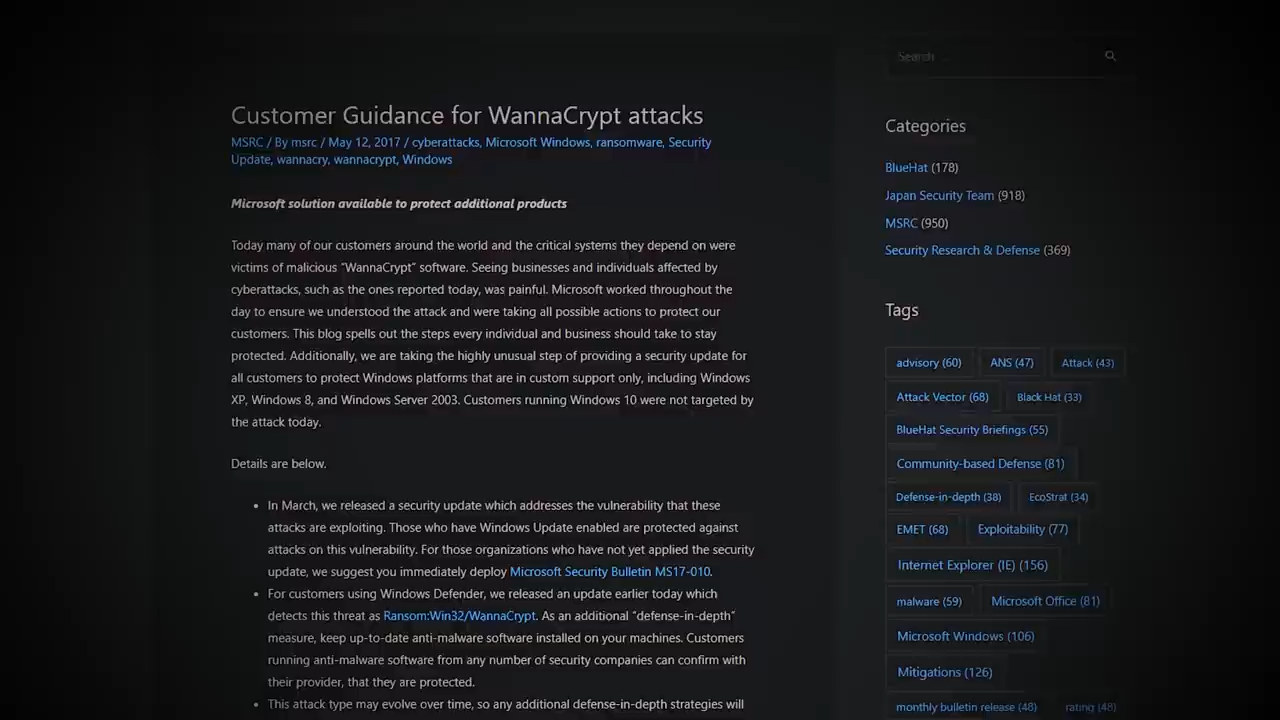 Search ...
Customer Guidance for WannaCrypt attacks
MSRC / By msrc / May 12, 2017 / cyberattacks, Microsoft Windows, ransomware, Security
Update, wannacry, wannacrypt, Windows
Microsoft solution available to protect additional products
Today many of our customers around the world and the critical systems they depend on were
victims of malicious “WannaCrypt” software. Seeing businesses and individuals affected by
cyberattacks, such as the ones reported today, was painful. Microsoft worked throughout the
day to ensure we understood the attack and were taking all possible actions to protect our
customers. This blog spells out the steps every individual and business should take to stay
protected. Additionally, we are taking the highly unusual step of providing a security update for
all customers to protect Windows platforms that are in custom support only, including Windows
XP, Windows 8, and Windows Server 2003. Customers running Windows 10 were not targeted by
the attack today.
Details are below.
• In March, we released a security update which addresses the vulnerability that these
attacks are exploiting. Those who have Windows Update enabled are protected against
attacks on this vulnerability. For those organizations who have not yet applied the security
update, we suggest you immediately deploy Microsoft Security Bulletin MS17-010.
• For customers using Windows Defender, we released an update earlier today which
detects this threat as Ransom:Win32/WannaCrypt. As an additional “defense-in-depth”
measure, keep up-to-date anti-malware software installed on your machines. Customers
running anti-malware software from any number of security companies can confirm with
their provider, that they are protected.
• This attack type may evolve over time, so any additional defense-in-depth strategies will
Categories
BlueHat (178)
Japan Security Team (918)
MSRC (950)
Security Research & Defense (369)
Tags
advisory (60) ANS (47) Attack (43)
Attack Vector (68) Black Hat (33)
BlueHat Security Briefings (55)
Community-based Defense (81)
Defense-in-depth (38) EcoStrat (34)
EMET (68) Exploitability (77)
Internet Explorer (IE) (156)
malware (59) Microsoft Office (81)
Microsoft Windows (106)
Mitigations (126)
monthly bulletin release (48) rating (48)